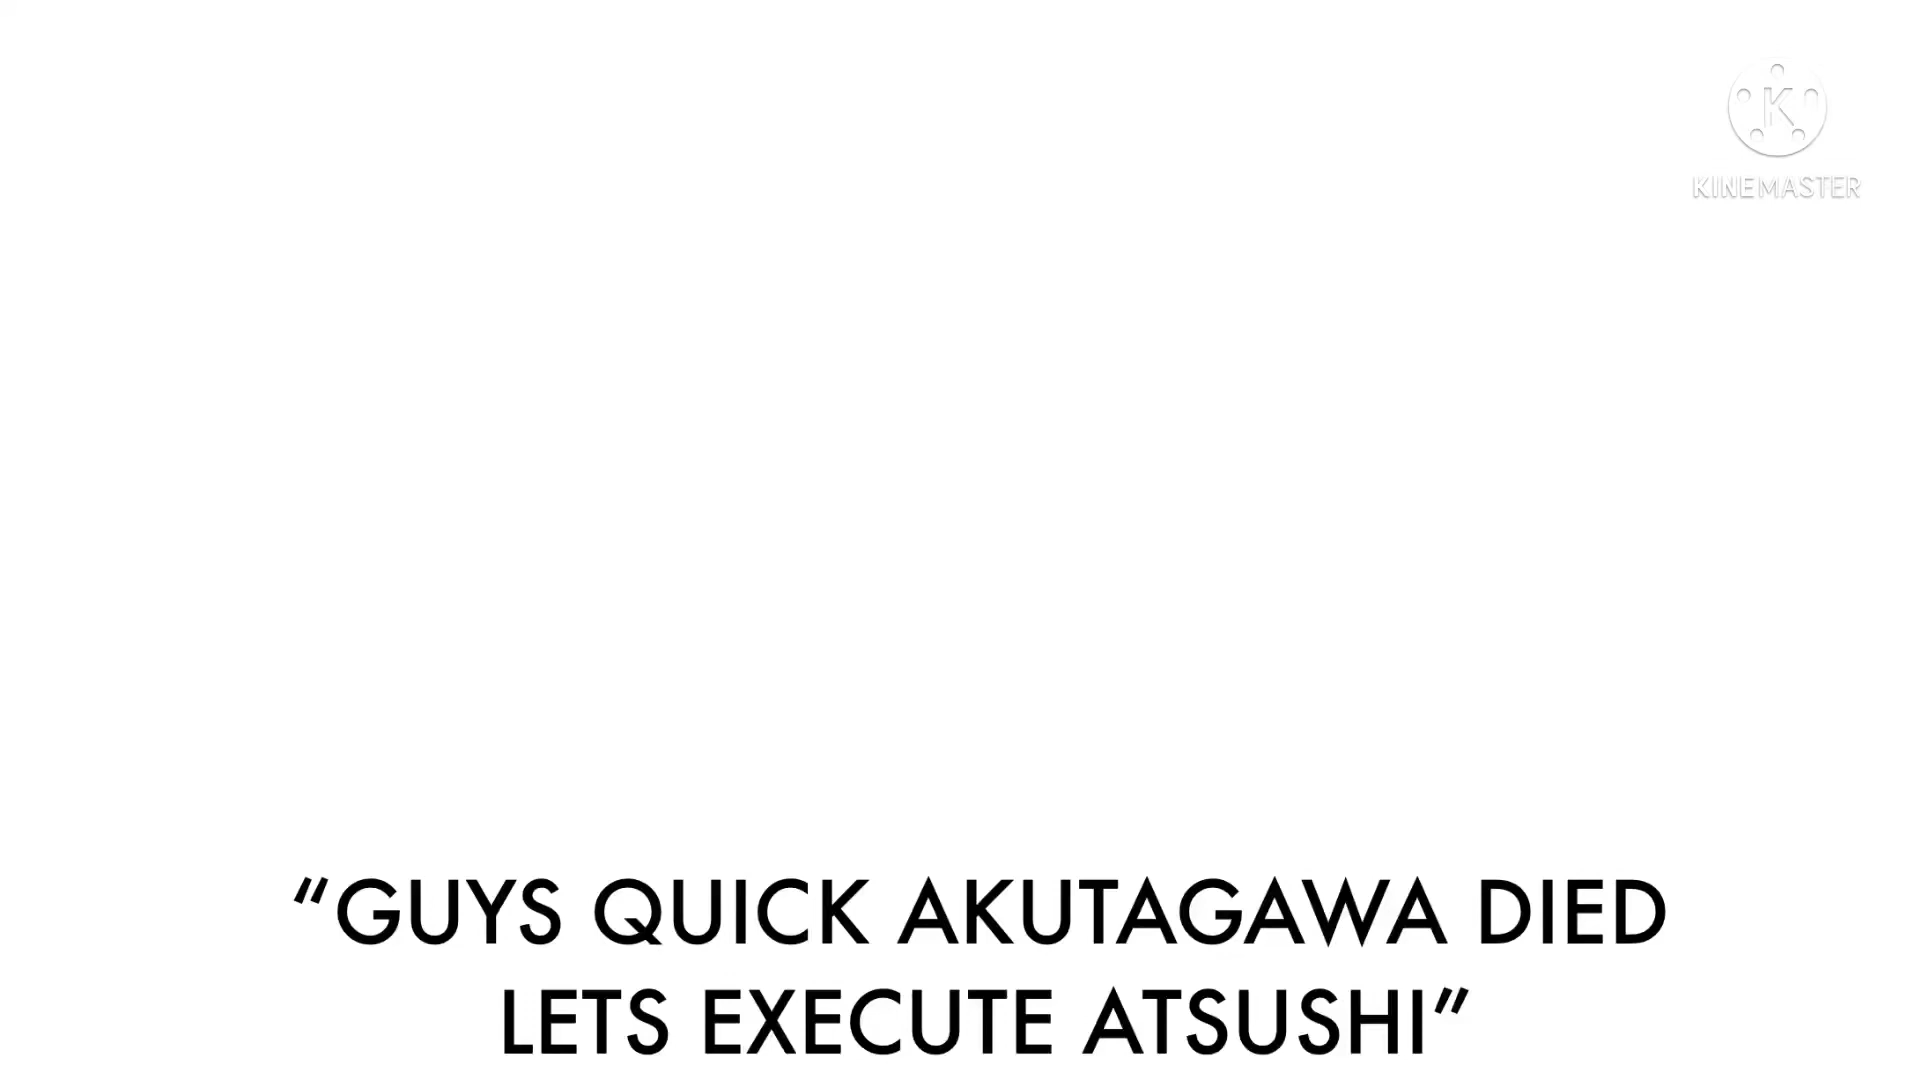 K
KINEMASTER
“GUYS QUICK AKUTAGAWA DIED
LETS EXECUTE ATSUSHI”